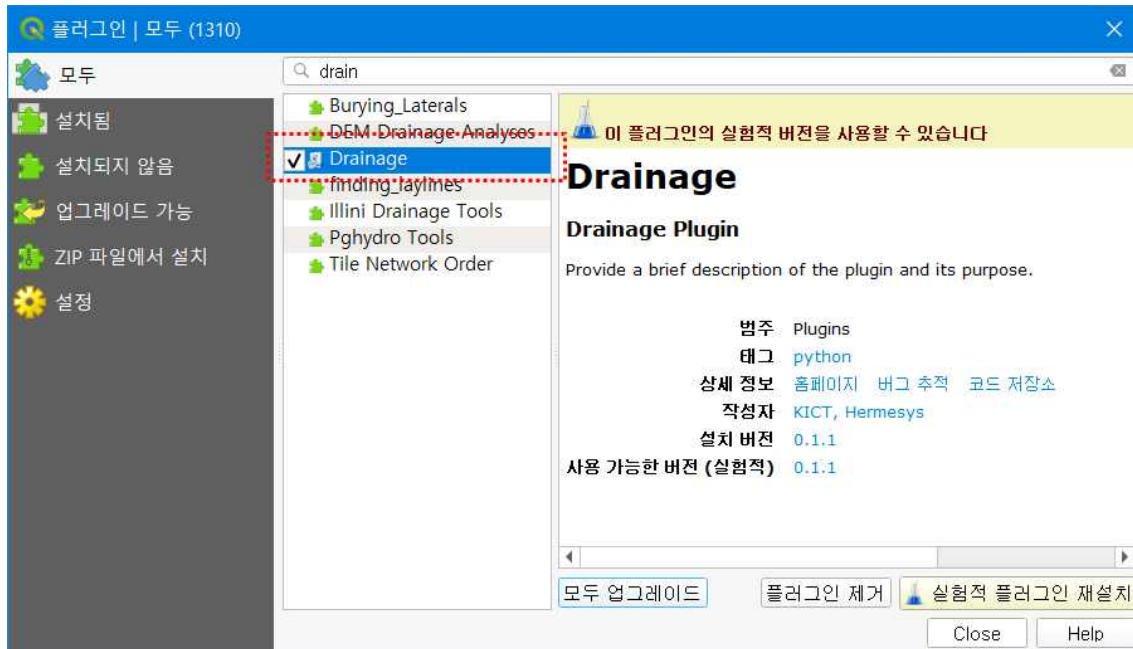 플러그인 | 모두 (1310)
모두
설치됨
설치되지 않음
업그레이드 가능
ZIP 파일에서 설치
설정
drain
Burying_Laterals
DEM Drainage Analyses
Drainage
finding_laylines
Illini Drainage Tools
Pghydro Tools
Tile Network Order
이 플러그인의 실험적 버전을 사용할 수 있습니다
Drainage
Drainage Plugin
Provide a brief description of the plugin and its purpose.
범주 Plugins
태그 python
상세 정보 홈페이지 버그 추적 코드 저장소
작성자 KICT, Hermesys
설치 버전 0.1.1
사용 가능한 버전 (실험적) 0.1.1
모두 업그레이드 플러그인 제거 실험적 플러그인 재설치
Close Help